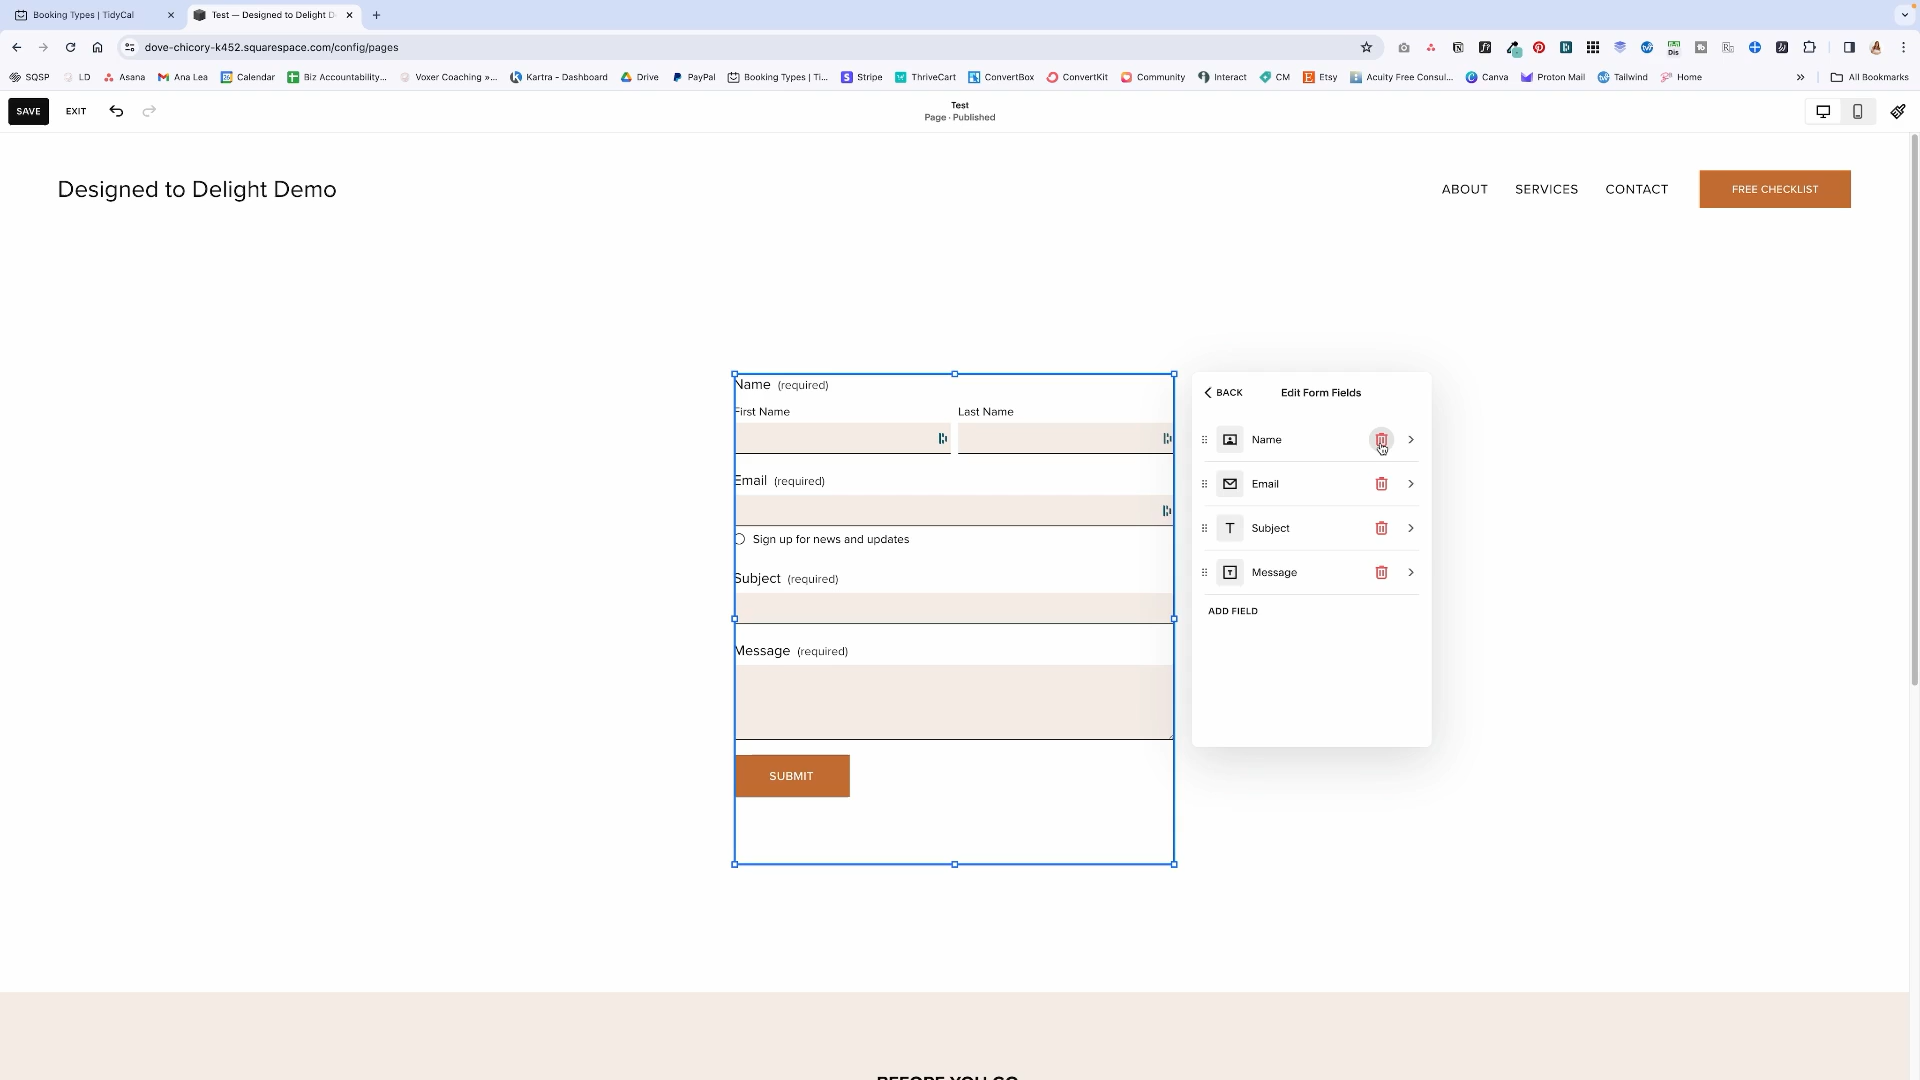 Booking Types | TidyCal
Test — Designed to Delight D
dove-chicory-k452.squarespace.com/config/pages
SQSP
LD
Asana
Ana Lea
Calendar
Biz Accountability...
Voxer Coaching »...
Kartra - Dashboard
Drive
PayPal
Booking Types | Ti...
Stripe
ThriveCart
ConvertBox
ConvertKit
Community
Interact
CM
Etsy
Acuity Free Consul...
Canva
Proton Mail
Tailwind
Home
»
All Bookmarks
SAVE
EXIT
Test
Page · Published
Designed to Delight Demo
ABOUT
SERVICES
CONTACT
FREE CHECKLIST
Name (required)
First Name
Last Name
Email (required)
Sign up for news and updates
Subject (required)
Message (required)
SUBMIT
BACK
Edit Form Fields
Name
Email
Subject
Message
ADD FIELD
BEFORE YOU GO